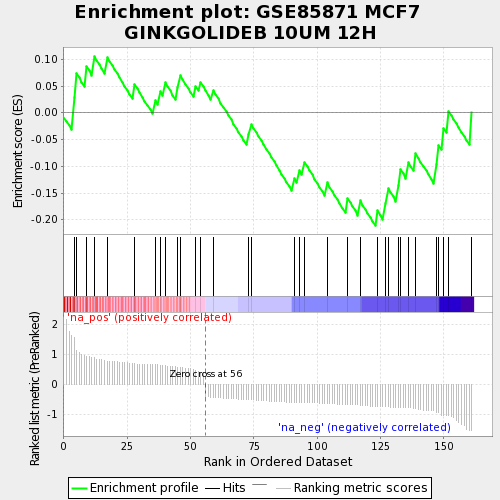 Enrichment plot: GSE85871 MCF7
GINKGOLIDEB 10UM 12H
Enrichment score (ES)
0.10
0.05
0.00
-0.05
-0.10
-0.15
-0.20
'na_pos' (positively correlated)
Ranked list metric (PreRanked)
2
1
0
-1
Zero cross at 56
'na_neg' (negatively correlated)
0
25
50
75
100
125
150
Rank in Ordered Dataset
Enrichment profile
Hits
Ranking metric scores